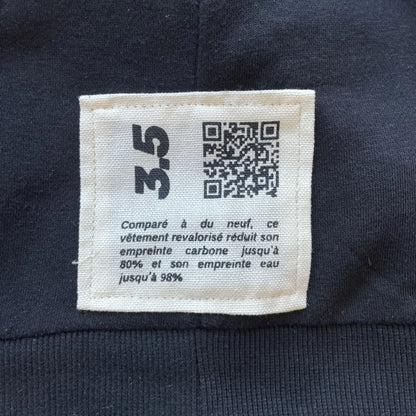 3.5
Comparé à du neuf, ce
vêtement revalorisé réduit son
empreinte carbone jusqu'à
80% et son empreinte eau
jusqu'à 98%